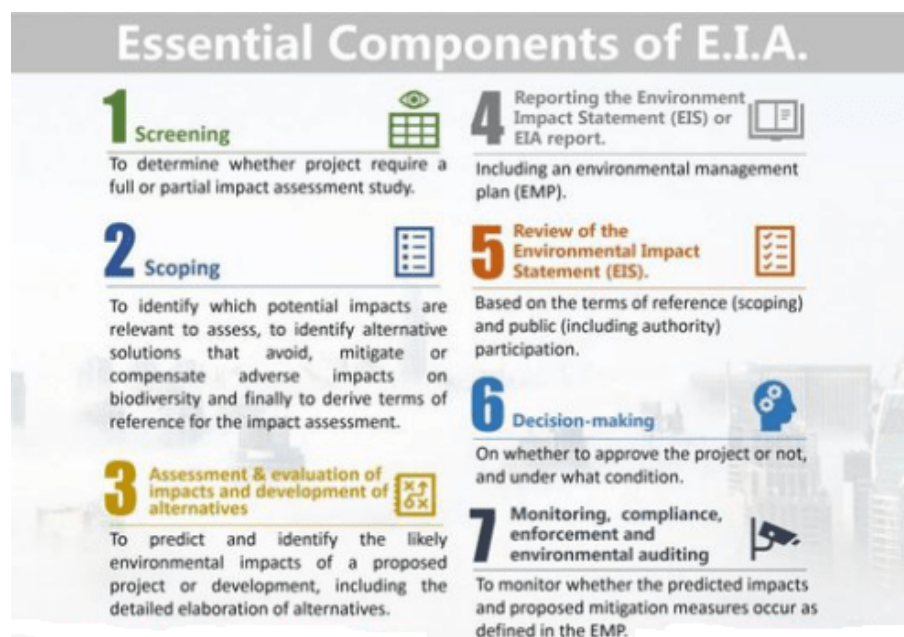 Essential Components of E.I.A.
1 Screening
To determine whether project require a
full or partial impact assessment study.
2 Scoping
To identify which potential impacts are
relevant to assess, to identify alternative
solutions that avoid, mitigate or
compensate adverse impacts on
biodiversity and finally to derive terms of
reference for the impact assessment.
3 Assessment & evaluation of
impacts and development of
alternatives
To predict and identify the likely
environmental impacts of a proposed
project or development, including the
detailed elaboration of alternatives.
4 Reporting the Environment
Impact Statement (EIS) or
EIA report.
Including an environmental management
plan (EMP).
5 Review of the
Environmental Impact
Statement (EIS).
Based on the terms of reference (scoping)
and public (including authority)
participation.
6 Decision-making
On whether to approve the project or not,
and under what condition.
7 Monitoring, compliance,
enforcement and
environmental auditing
To monitor whether the predicted impacts
and proposed mitigation measures occur as
defined in the EMP.